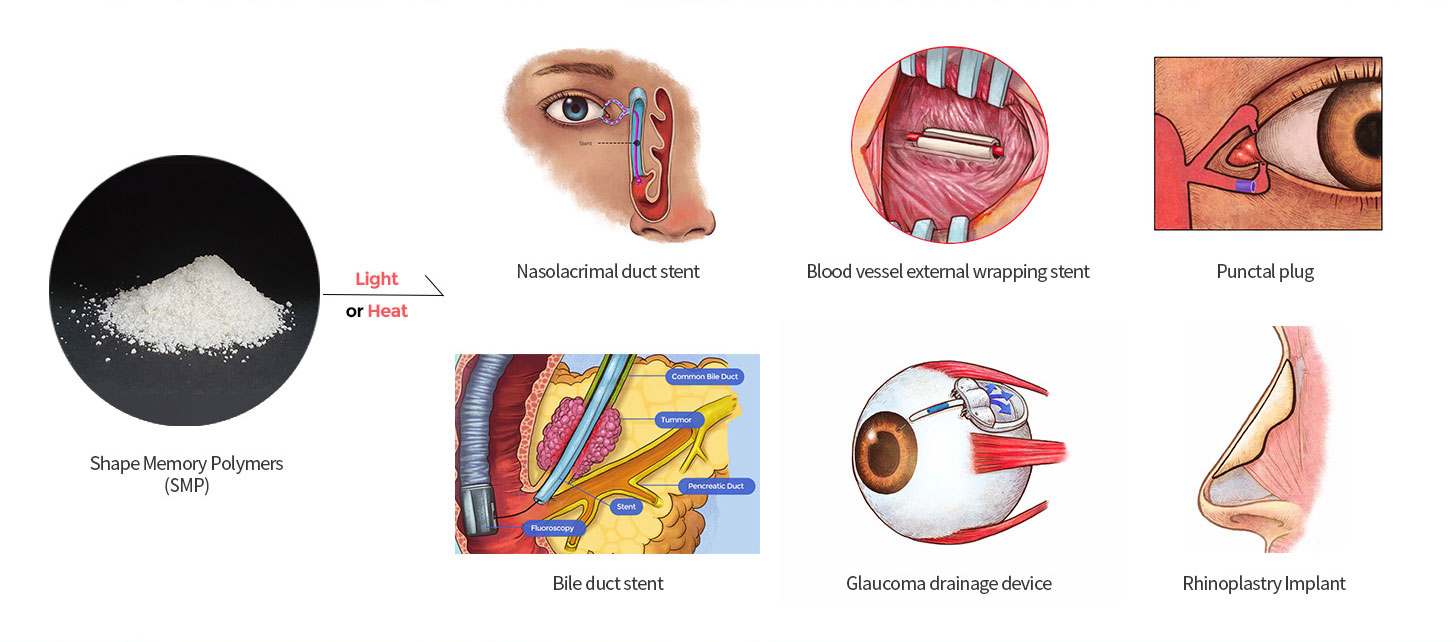 Light
or Heat
Shape Memory Polymers
(SMP)
Stent
Nasolacrimal duct stent
Blood vessel external wrapping stent
Punctal plug
Common Bile Duct
Tummor
Pencreatic Duct
Stent
Fluoroscopy
Bile duct stent
Glaucoma drainage device
Rhinoplastry Implant